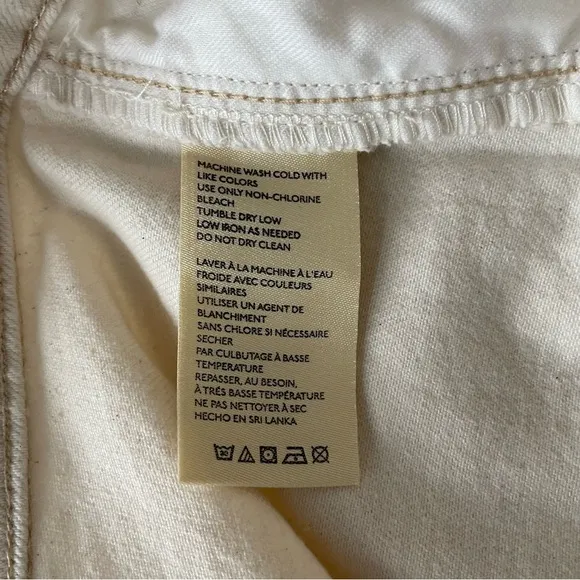 MACHINE WASH COLD WITH
LIKE COLORS
USE ONLY NON-CHLORINE
BLEACH
TUMBLE DRY LOW
LOW IRON AS NEEDED
DO NOT DRY CLEAN
LAVER À LA MACHINE À L'EAU
FROIDE AVEC COULEURS
SIMILAIRES
UTILISER UN AGENT DE
BLANCHIMENT
SANS CHLORE SI NÉCESSAIRE
SECHER
PAR CULBUTAGE À BASSE
TEMPERATURE
REPASSER, AU BESOIN,
À TRÉS BASSE TEMPÉRATURE
NE PAS NETTOYER À SEC
HECHO EN SRI LANKA
30